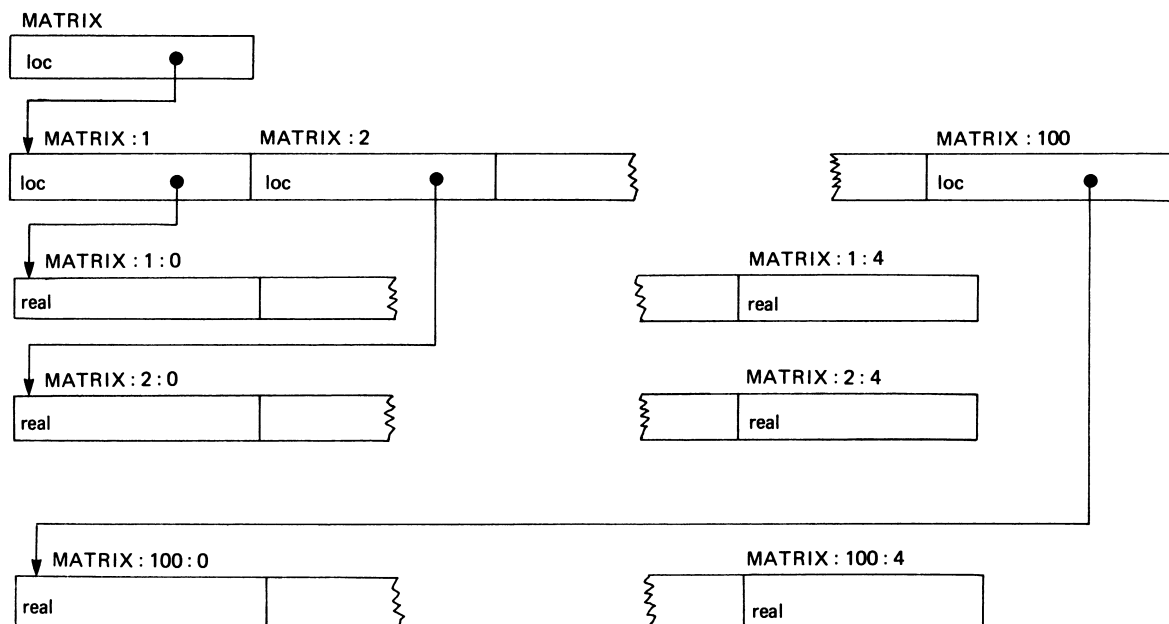 MATRIX
loc
MATRIX : 1 MATRIX : 2 MATRIX : 100
loc loc loc
MATRIX : 1 : 0 MATRIX : 1 : 4
real real
MATRIX : 2 : 0 MATRIX : 2 : 4
real real
MATRIX : 100 : 0 MATRIX : 100 : 4
real real